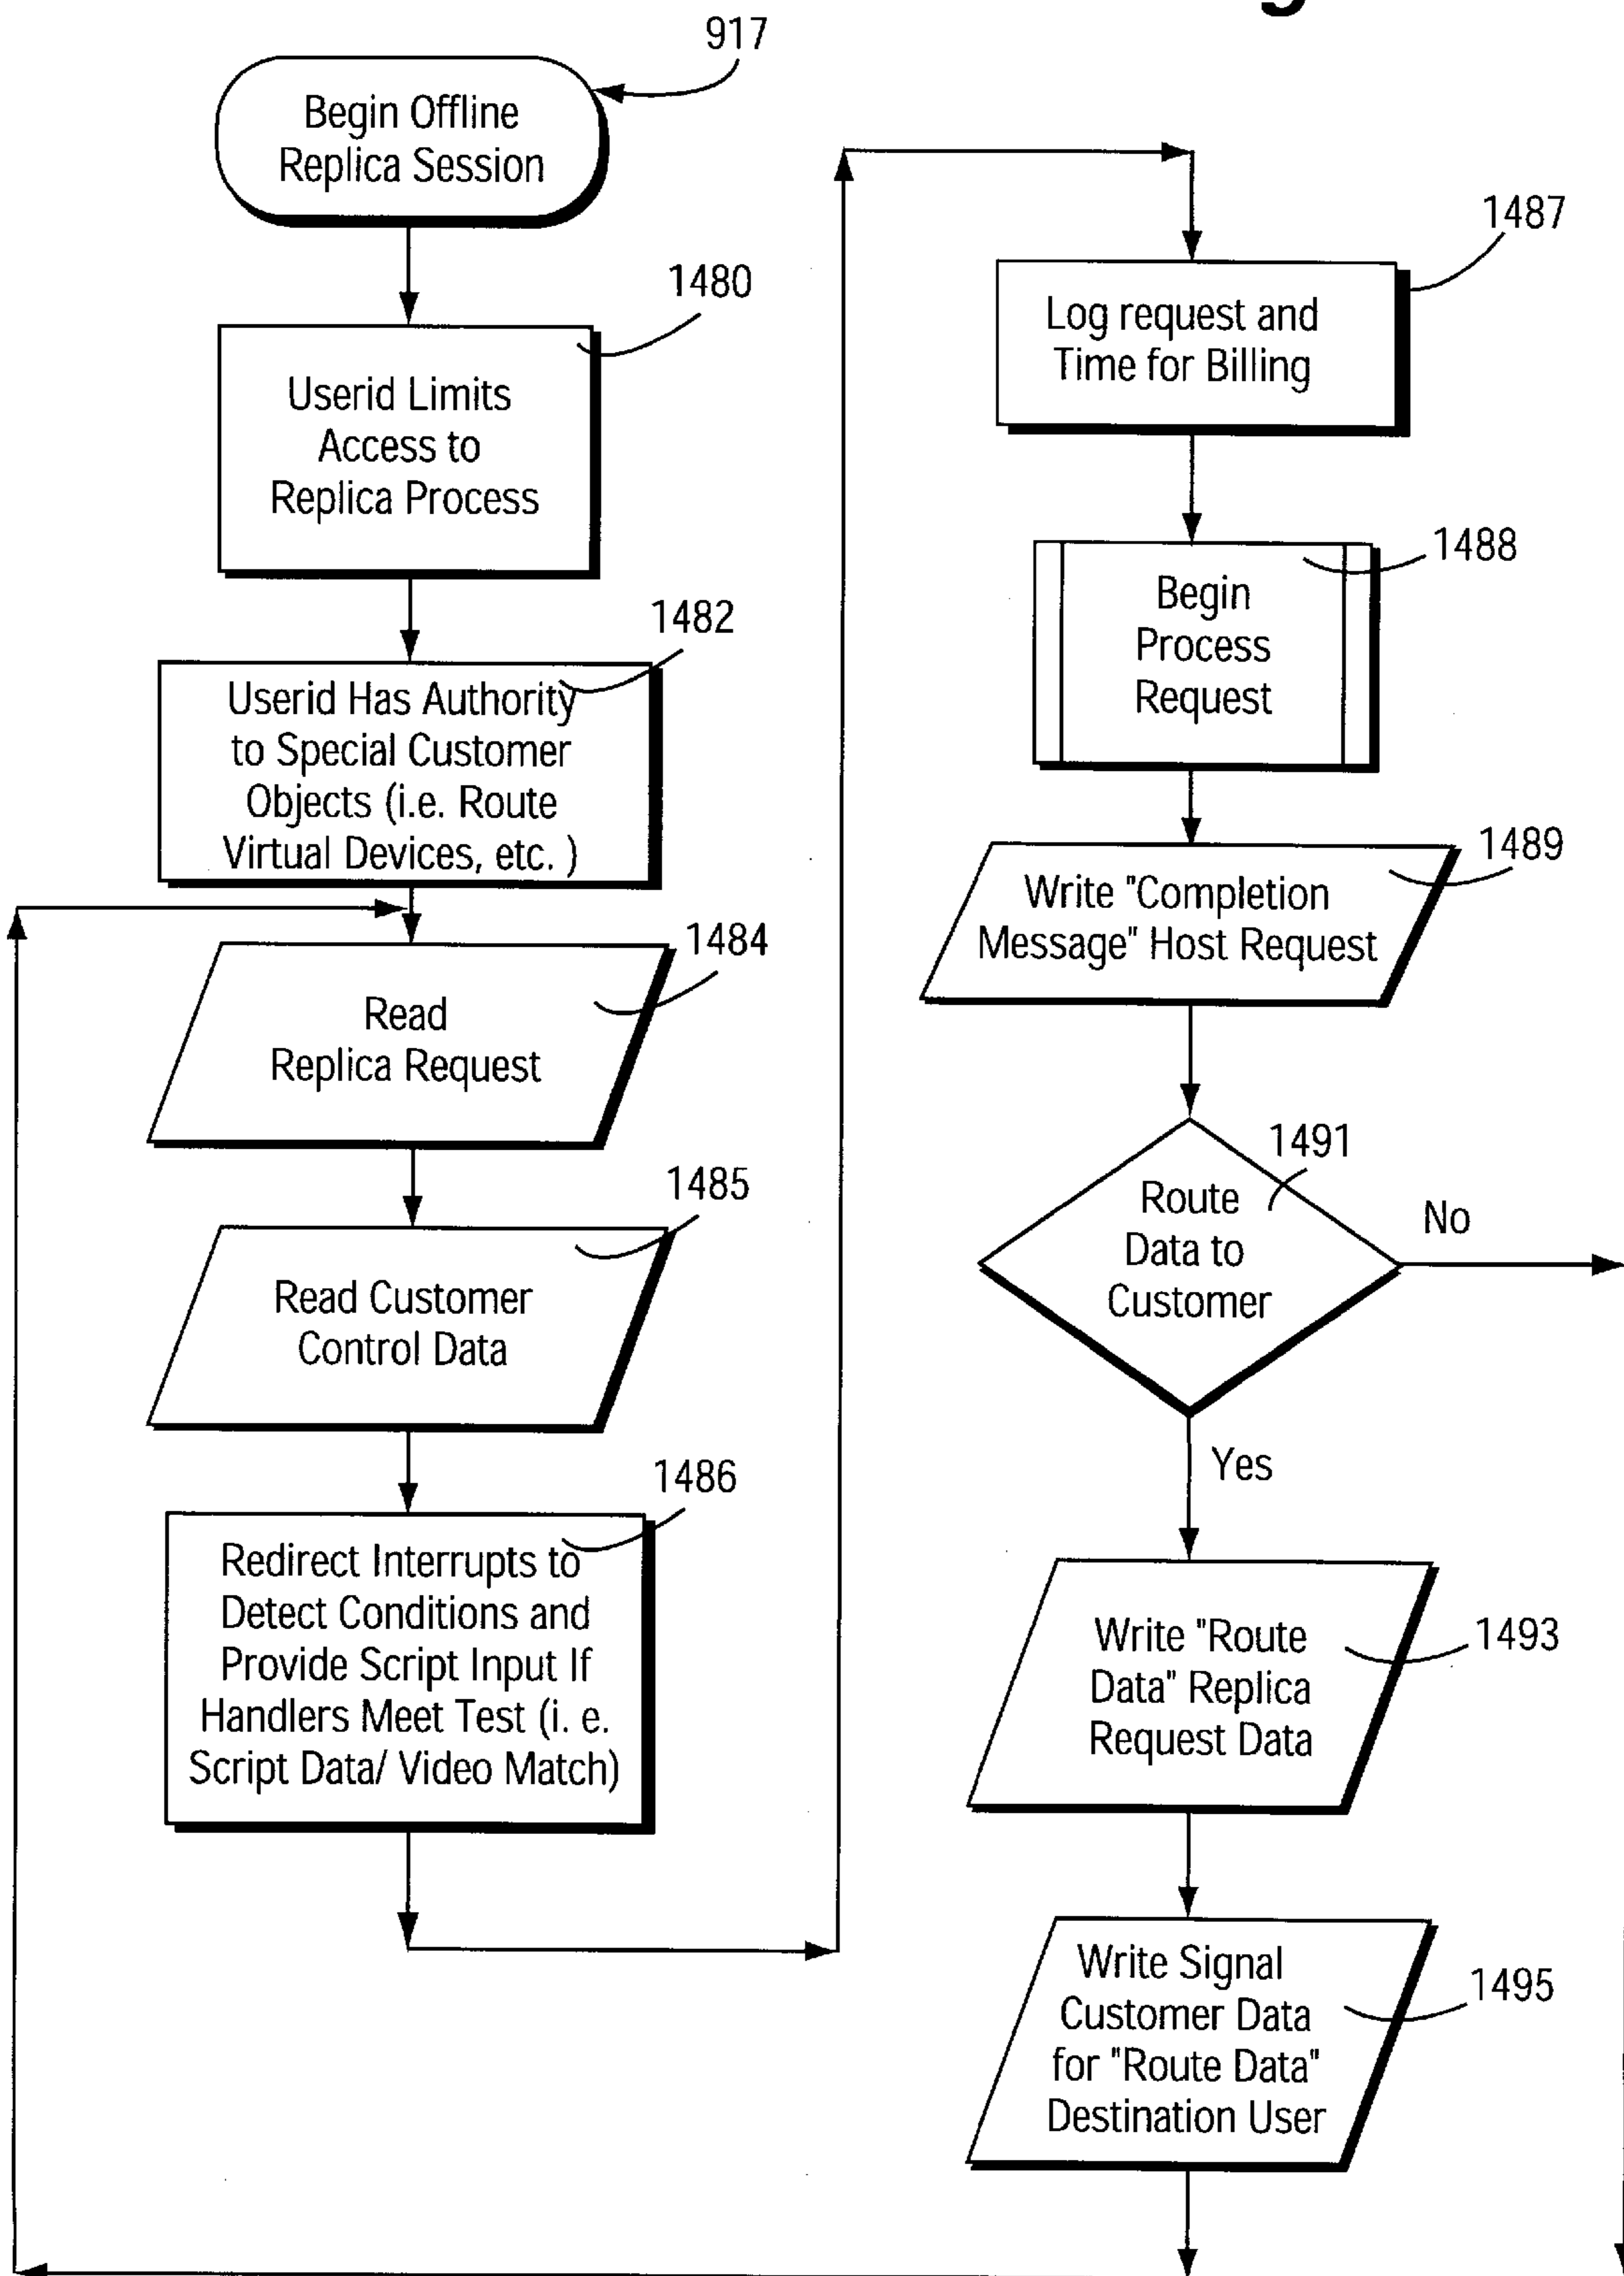 917
Begin Offline
Replica Session
1480
Userid Limits
Access to
Replica Process
1482
Userid Has Authority
to Special Customer
Objects (i.e. Route
Virtual Devices, etc. )
1484
Read
Replica Request
1485
Read Customer
Control Data
1486
Redirect Interrupts to
Detect Conditions and
Provide Script Input If
Handlers Meet Test (i. e.
Script Data/ Video Match)
1487
Log request and
Time for Billing
1488
Begin
Process
Request
1489
Write "Completion
Message" Host Request
1491
Route
Data to
Customer
No
Yes
1493
Write "Route
Data" Replica
Request Data
1495
Write Signal
Customer Data
for "Route Data"
Destination User